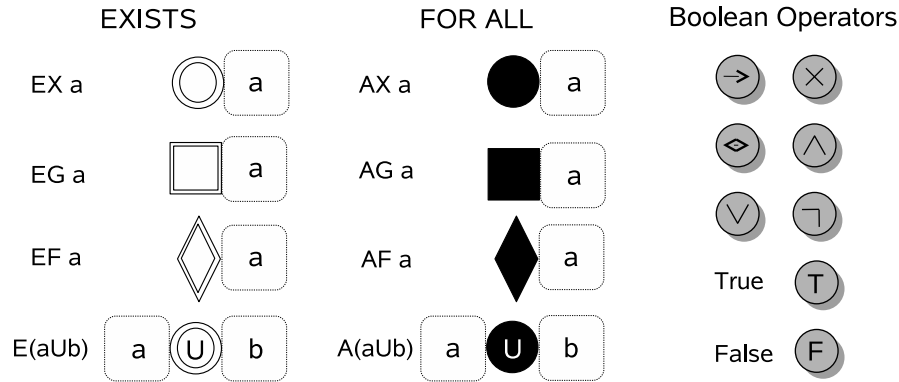 EXISTS FOR ALL Boolean Operators
EX a a AX a a → ×
EG a a AG a a ∧
EF a a AF a a ∨ ¬
True T
E(aUb) a U b A(aUb) a U b False F